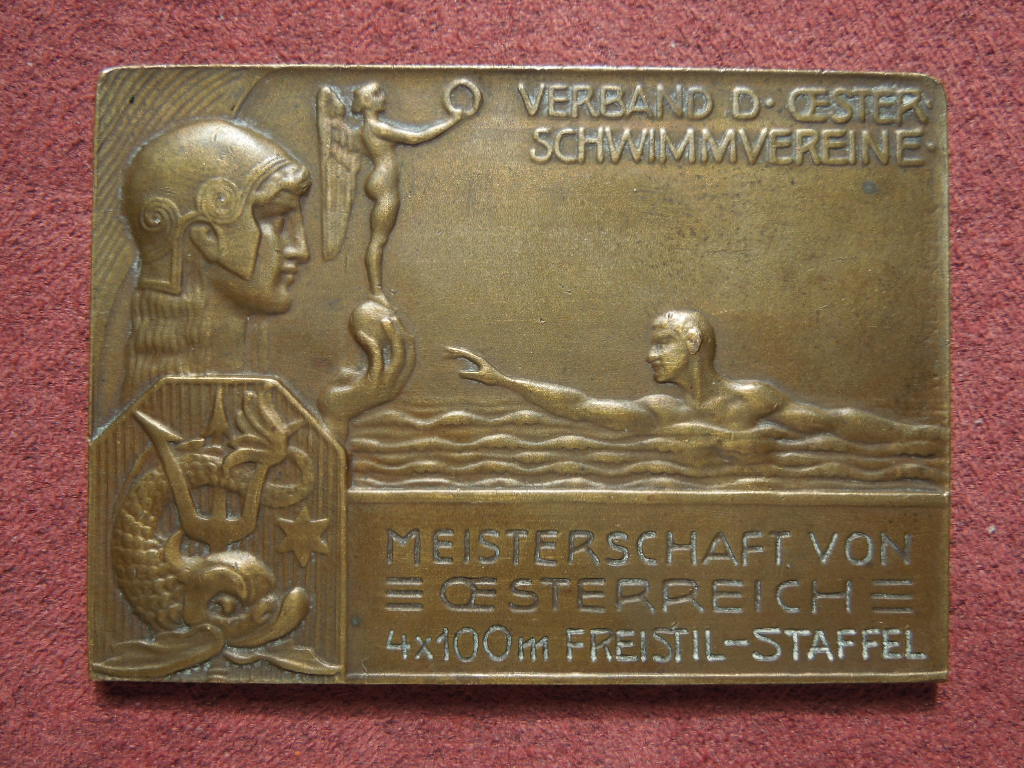 VERBAND D· ŒSTER·
SCHWIMMVEREINE·
MEISTERSCHAFT VON
ŒSTERREICH
4x100m FREISTIL-STAFFEL